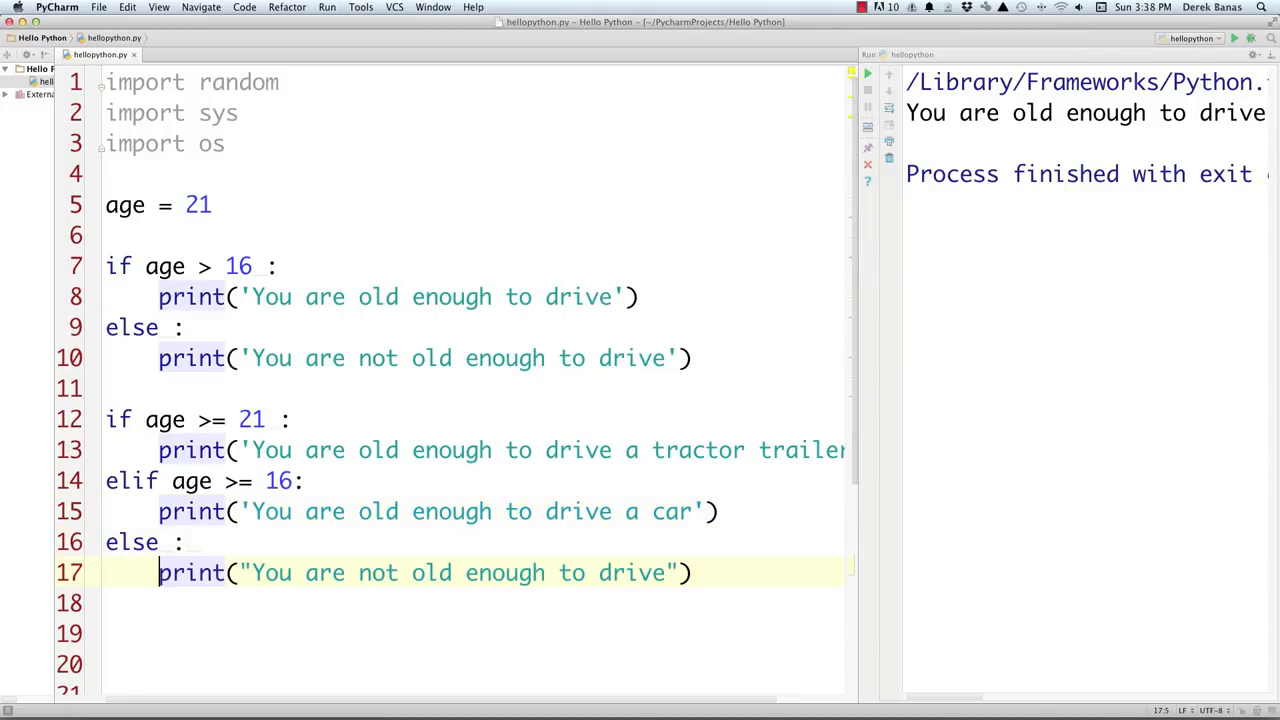 PyCharm File Edit View Navigate Code Refactor Run Tools VCS Window Help 10 Sun 3:38 PM Derek Banas
hellopython.py - Hello Python - [~/PycharmProjects/Hello Python]
Hello Python hellopython.py hellopython
hellopython.py Run hellopython
Hello P
hell
Extern
1 import random
2 import sys
3 import os
4
5 age = 21
6
7 if age > 16 :
8 print('You are old enough to drive')
9 else :
10 print('You are not old enough to drive')
11
12 if age >= 21 :
13 print('You are old enough to drive a tractor trailer
14 elif age >= 16:
15 print('You are old enough to drive a car')
16 else :
17 print("You are not old enough to drive")
18
19
20
21
/Library/Frameworks/Python.
You are old enough to drive
Process finished with exit
17:5 LF UTF-8